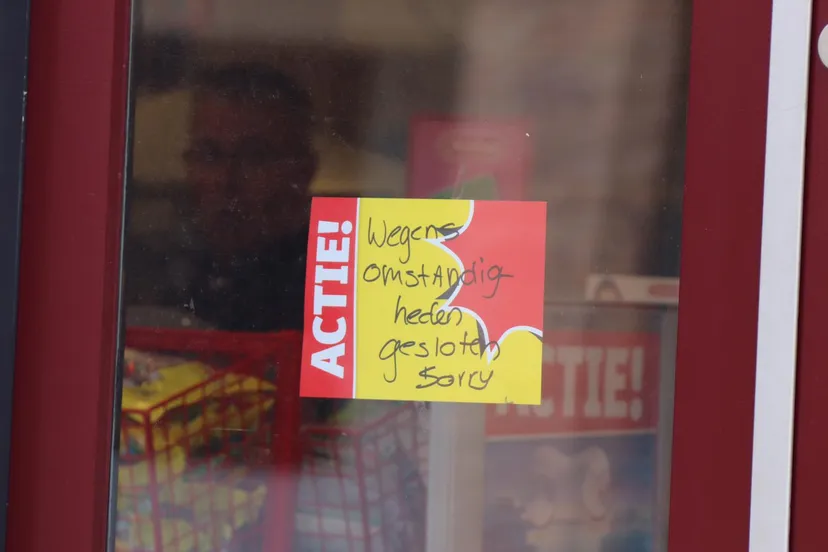 ACTIE!
Wegens
omstandig
heden
gesloten
Sorry
ACTIE!